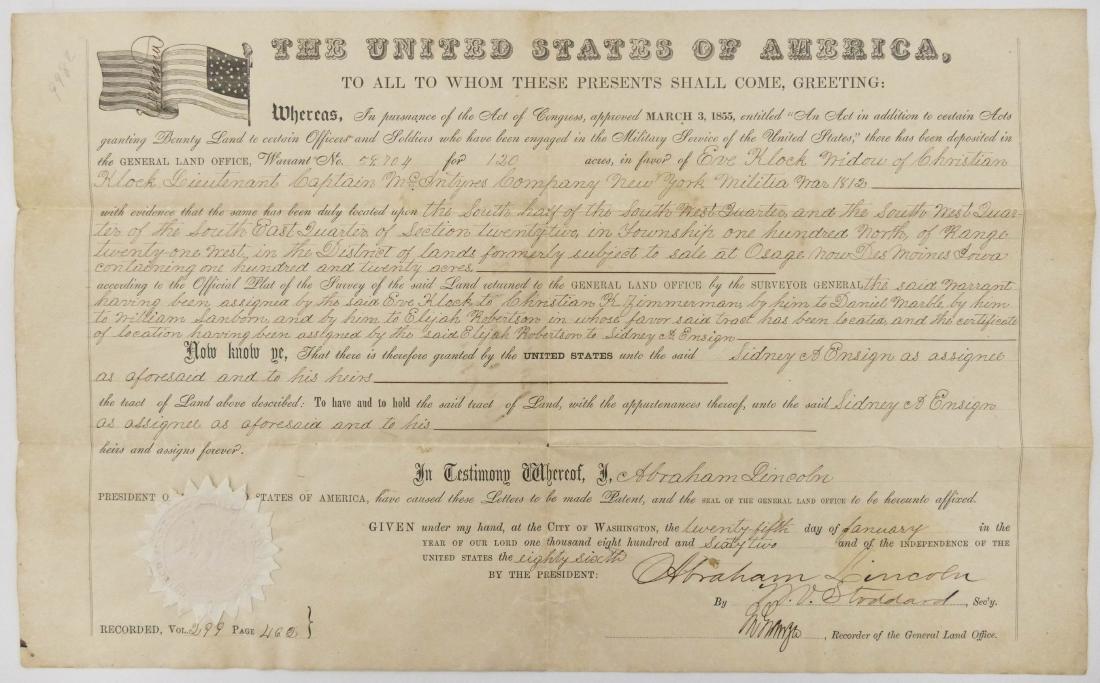 THE UNITED STATES OF AMERICA,
TO ALL TO WHOM THESE PRESENTS SHALL COME, GREETING:
Whereas, In pursuance of the Act of Congress, approved MARCH 3, 1855, entitled "An Act in addition to certain Acts
granting Bounty Land to certain Officers and Soldiers who have been engaged in the Military Service of the United States," there has been deposited in
the GENERAL LAND OFFICE, Warrant No. for 120 acres, in favor of Eve Klock Widow of Christian
Klock Lieutenant Captain McIntyres Company New York Militia War 1812
with evidence that the same has been duly located upon the South half of the South West Quarter and the South West Quar-
ter of the South East Quarter of Section twenty two, in Township one hundred North, of Range
twenty-one West, in the District of lands formerly subject to sale at Osage now Des Moines Iowa
containing one hundred and twenty acres
according to the Official Plat of the Survey of the said Land returned to the GENERAL LAND OFFICE by the SURVEYOR GENERAL the said Warrant
having been assigned by the said Eve Klock to Christian K Zimmerman, by him to Daniel Marble by him
to William Sanborn, and by him to Elijah Robertson in whose favor said tract has been located, and the certificate
of location having been assigned by the said Elijah Robertson to Sidney A Ensign
Now know ye, That there is therefore granted by the UNITED STATES unto the said Sidney A Ensign as assignee
as aforesaid and to his heirs
the tract of Land above described: To have and to hold the said tract of Land, with the appurtenances thereof, unto the said Sidney A Ensign
as assignee as aforesaid and to his
heirs and assigns forever.
In Testimony Whereof, I, Abraham Lincoln
PRESIDENT O STATES OF AMERICA, have caused these Letters to be made Patent, and the SEAL OF THE GENERAL LAND OFFICE to be hereunto affixed.
GIVEN under my hand, at the CITY OF WASHINGTON, the twenty fifth day of January in the
YEAR OF OUR LORD one thousand eight hundred and Sixty two and of the INDEPENDENCE OF THE
UNITED STATES the eighty sixth
BY THE PRESIDENT: Abraham Lincoln
By Stoddard, Sec'y.
, Recorder of the General Land Office.
RECORDED, VOL. 299 PAGE 462